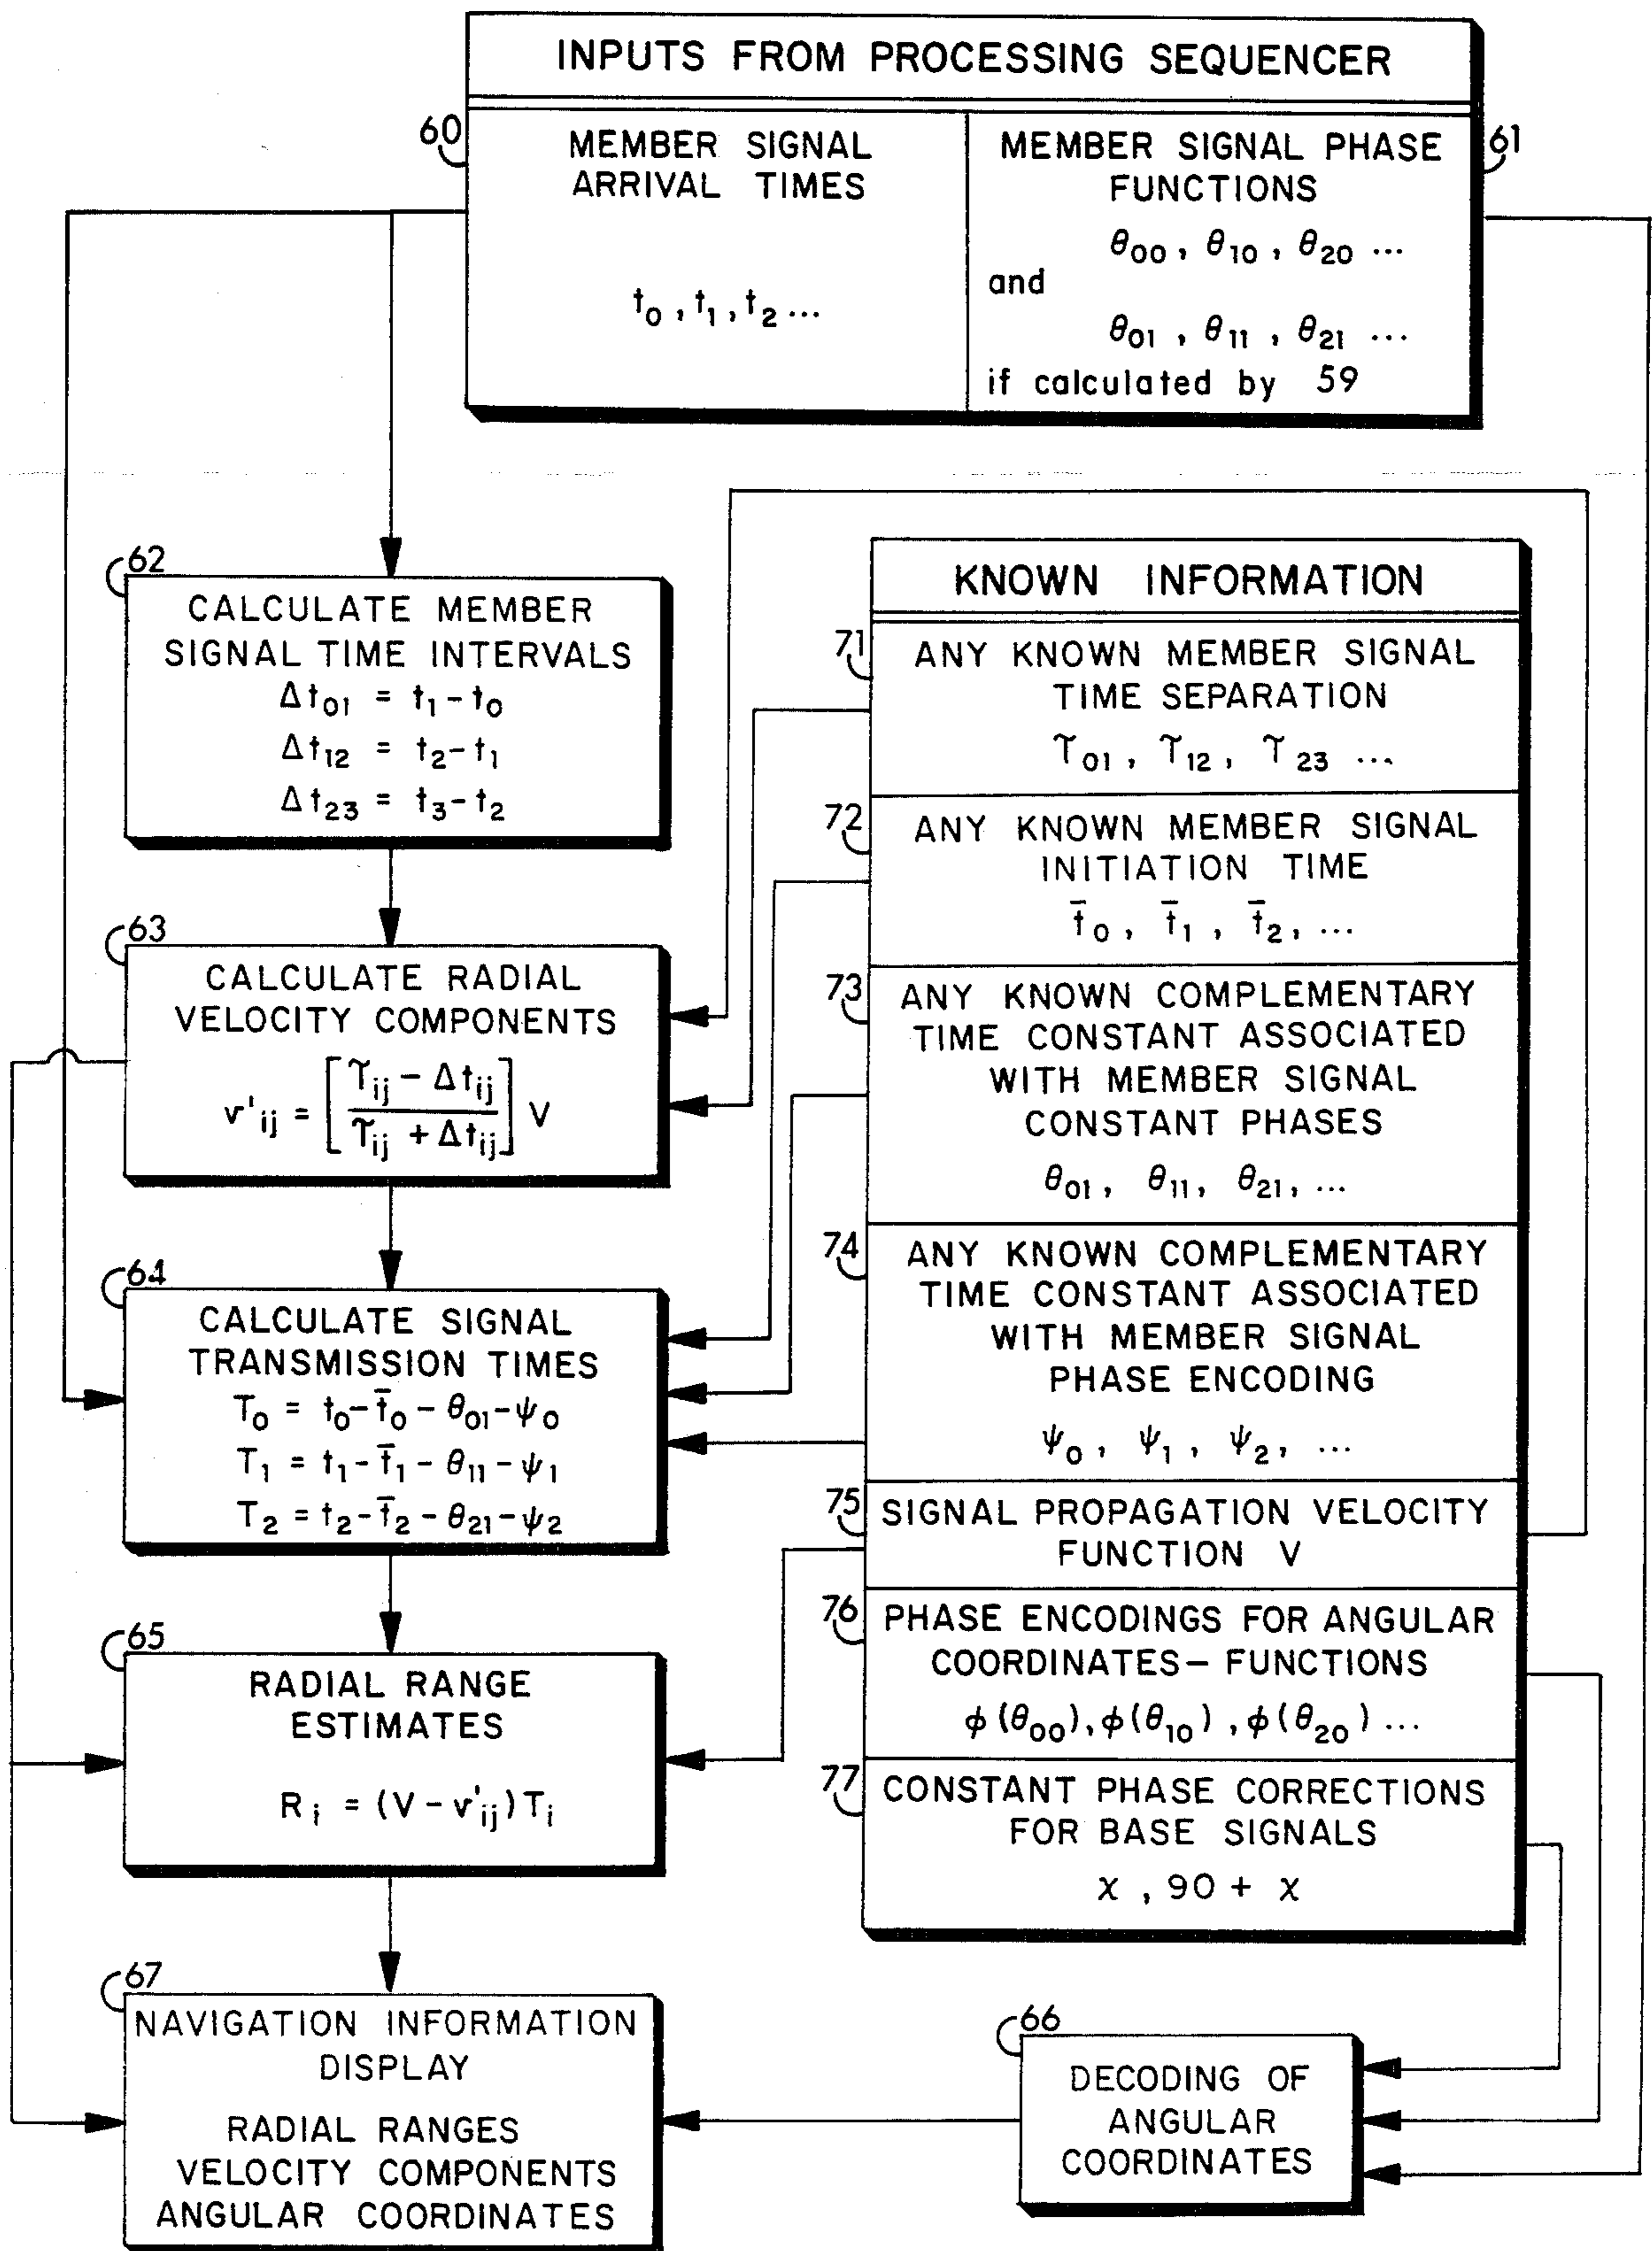 INPUTS FROM PROCESSING SEQUENCER
60
MEMBER SIGNAL
ARRIVAL TIMES
t₀ , t₁ , t₂ ...
61
MEMBER SIGNAL PHASE
FUNCTIONS
θ₀₀ , θ₁₀ , θ₂₀ ...
and
θ₀₁ , θ₁₁ , θ₂₁ ...
if calculated by 59
62
CALCULATE MEMBER
SIGNAL TIME INTERVALS
Δt₀₁ = t₁ - t₀
Δt₁₂ = t₂ - t₁
Δt₂₃ = t₃ - t₂
63
CALCULATE RADIAL
VELOCITY COMPONENTS
v'ij = [ (τij - Δtij) / (τij + Δtij) ] V
64
CALCULATE SIGNAL
TRANSMISSION TIMES
T₀ = t₀ - t̄₀ - θ₀₁ - ψ₀
T₁ = t₁ - t̄₁ - θ₁₁ - ψ₁
T₂ = t₂ - t̄₂ - θ₂₁ - ψ₂
65
RADIAL RANGE
ESTIMATES
Ri = (V - v'ij) Ti
67
NAVIGATION INFORMATION
DISPLAY
RADIAL RANGES
VELOCITY COMPONENTS
ANGULAR COORDINATES
KNOWN INFORMATION
71
ANY KNOWN MEMBER SIGNAL
TIME SEPARATION
τ₀₁ , τ₁₂ , τ₂₃ ...
72
ANY KNOWN MEMBER SIGNAL
INITIATION TIME
t̄₀ , t̄₁ , t̄₂, ...
73
ANY KNOWN COMPLEMENTARY
TIME CONSTANT ASSOCIATED
WITH MEMBER SIGNAL
CONSTANT PHASES
θ₀₁ , θ₁₁, θ₂₁, ...
74
ANY KNOWN COMPLEMENTARY
TIME CONSTANT ASSOCIATED
WITH MEMBER SIGNAL
PHASE ENCODING
ψ₀ , ψ₁ , ψ₂, ...
75
SIGNAL PROPAGATION VELOCITY
FUNCTION V
76
PHASE ENCODINGS FOR ANGULAR
COORDINATES— FUNCTIONS
φ(θ₀₀), φ(θ₁₀) , φ(θ₂₀) ...
77
CONSTANT PHASE CORRECTIONS
FOR BASE SIGNALS
χ , 90 + χ
66
DECODING OF
ANGULAR
COORDINATES